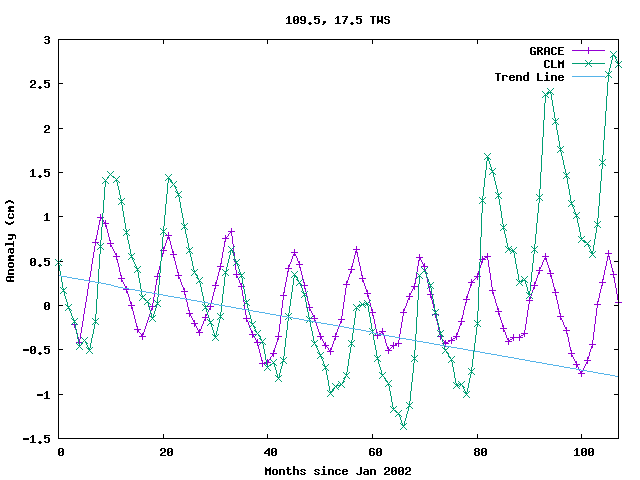 109.5, 17.5 TWS
GRACE
CLM
Trend Line
3
2.5
2
1.5
1
0.5
0
-0.5
-1
-1.5
Anomaly (cm)
0 20 40 60 80 100
Months since Jan 2002